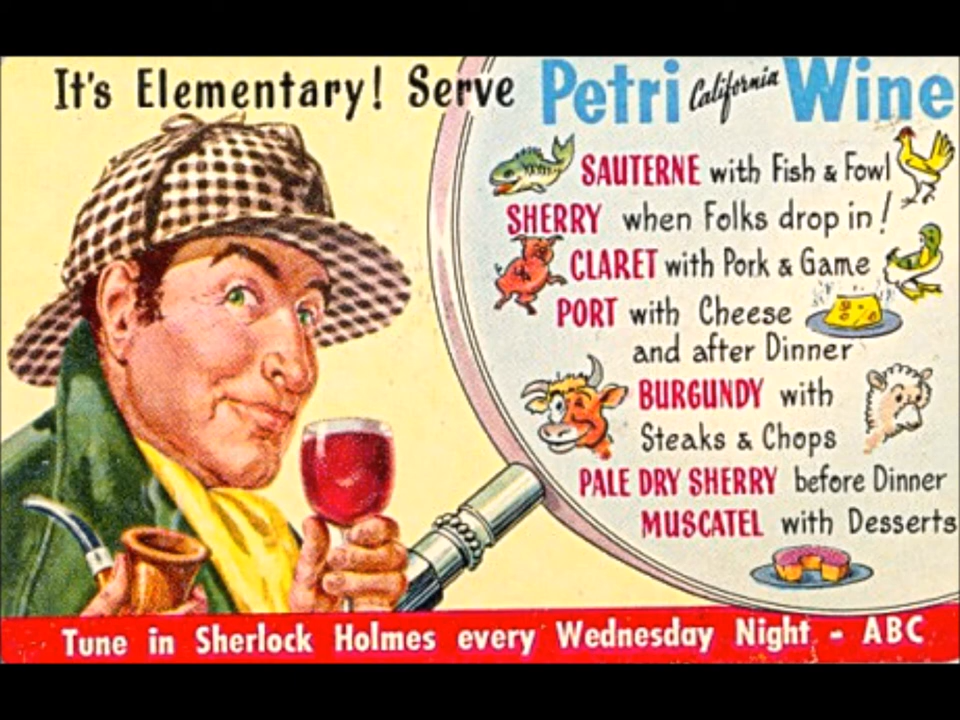 It's Elementary! Serve Petri California Wine
SAUTERNE with Fish & Fowl
SHERRY when Folks drop in!
CLARET with Pork & Game
PORT with Cheese
and after Dinner
BURGUNDY with
Steaks & Chops
PALE DRY SHERRY before Dinner
MUSCATEL with Desserts
Tune in Sherlock Holmes every Wednesday Night - ABC